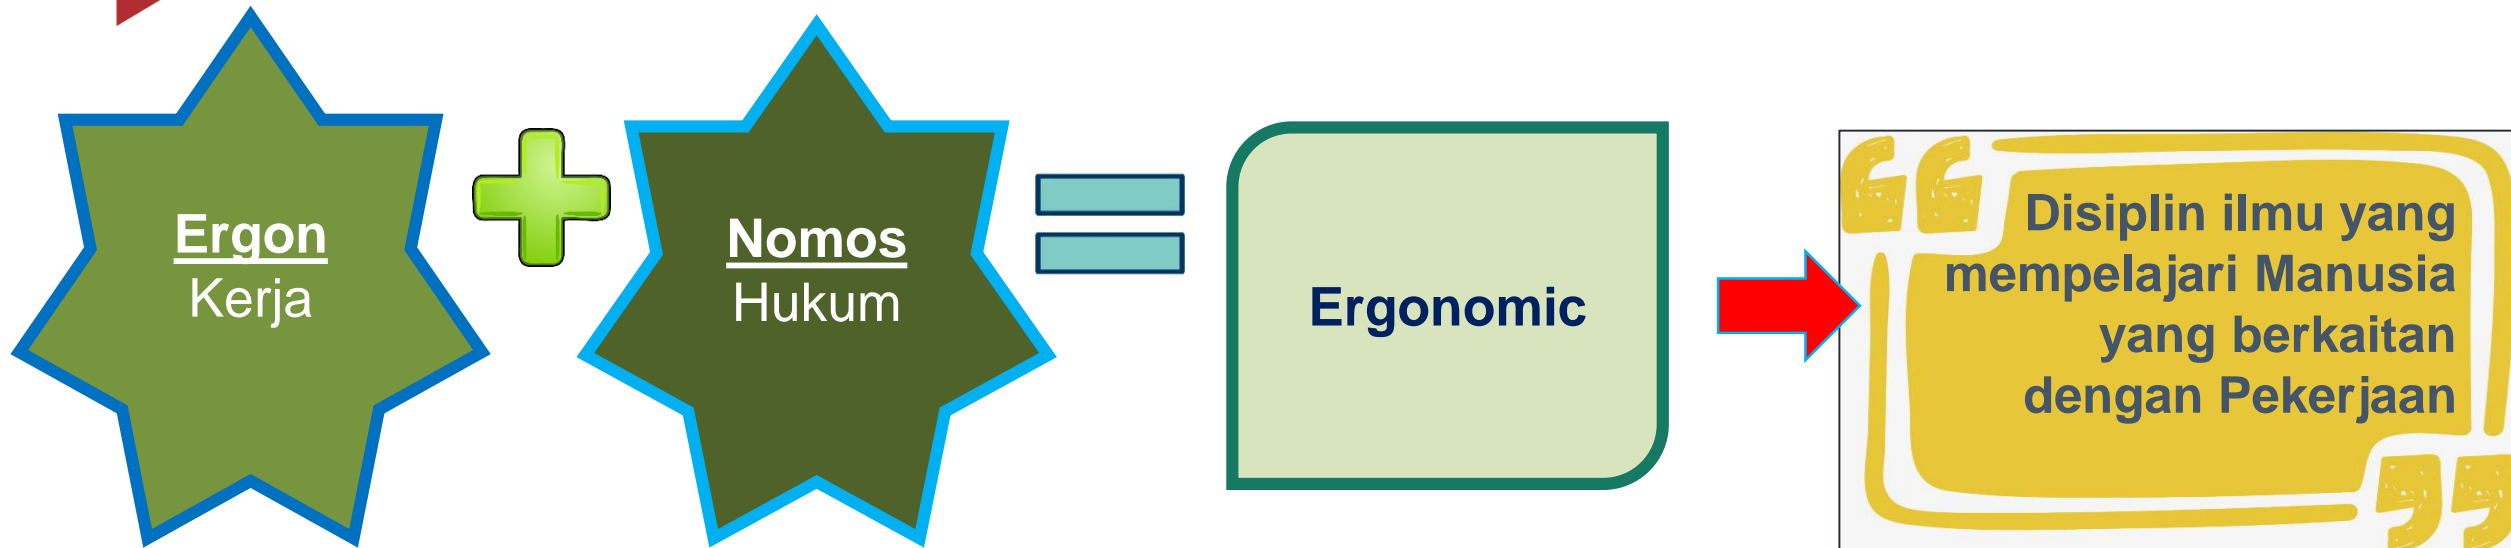 Ergon
Kerja
Nomos
Hukum
Ergonomic
Disiplin ilmu yang
mempelajari Manusia
yang berkaitan
dengan Pekerjaan